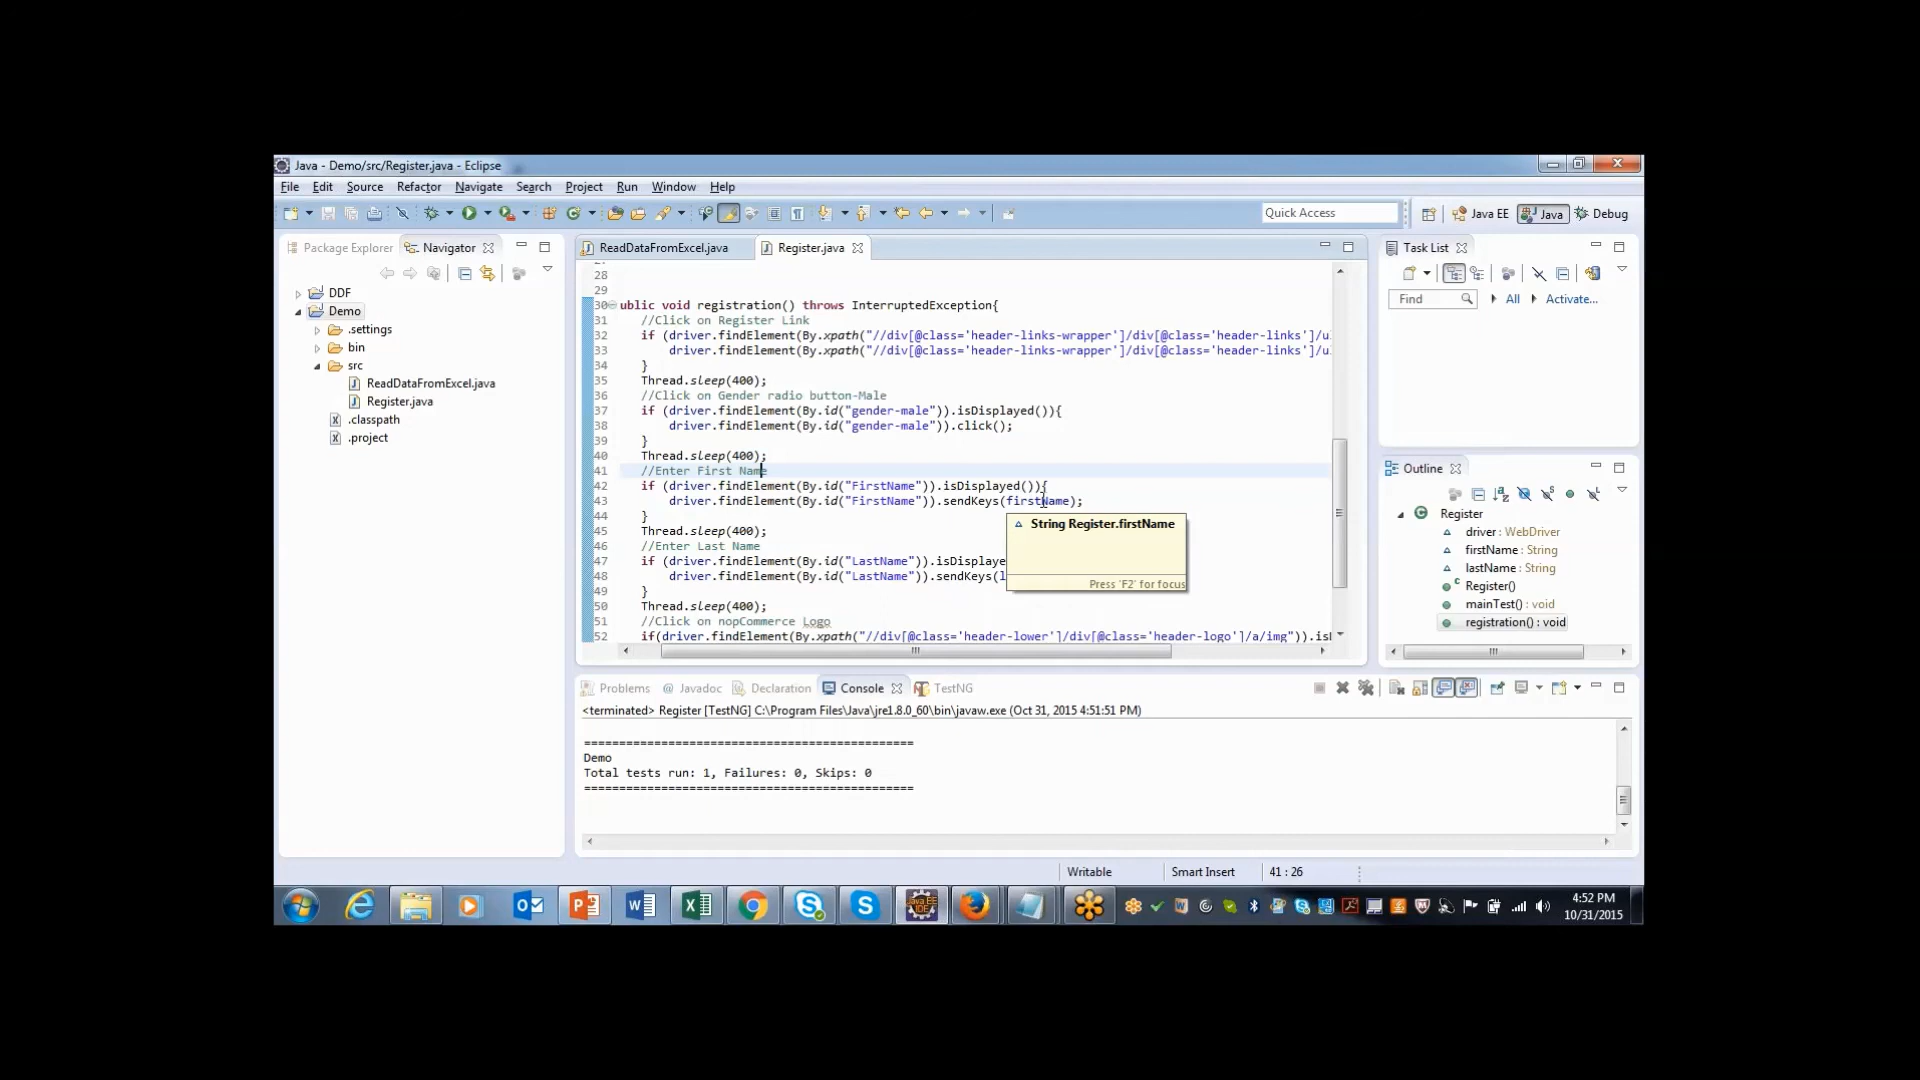 Java - Demo/src/Register.java - Eclipse
File Edit Source Refactor Navigate Search Project Run Window Help
Quick Access
Java EE
Java
Debug
Package Explorer
Navigator
DDF
Demo
.settings
bin
src
ReadDataFromExcel.java
Register.java
.classpath
.project
ReadDataFromExcel.java
Register.java
28
29
30 ublic void registration() throws InterruptedException{
31 //Click on Register Link
32 if (driver.findElement(By.xpath("//div[@class='header-links-wrapper']/div[@class='header-links']/u
33 driver.findElement(By.xpath("//div[@class='header-links-wrapper']/div[@class='header-links']/u
34 }
35 Thread.sleep(400);
36 //Click on Gender radio button-Male
37 if (driver.findElement(By.id("gender-male")).isDisplayed()){
38 driver.findElement(By.id("gender-male")).click();
39 }
40 Thread.sleep(400);
41 //Enter First Name
42 if (driver.findElement(By.id("FirstName")).isDisplayed()){
43 driver.findElement(By.id("FirstName")).sendKeys(firstName);
44 }
45 Thread.sleep(400);
46 //Enter Last Name
47 if (driver.findElement(By.id("LastName")).isDisplaye
48 driver.findElement(By.id("LastName")).sendKeys(l
49 }
50 Thread.sleep(400);
51 //Click on nopCommerce Logo
52 if(driver.findElement(By.xpath("//div[@class='header-lower']/div[@class='header-logo']/a/img")).isl
String Register.firstName
Press 'F2' for focus
Task List
Find
All
Activate...
Outline
Register
driver : WebDriver
firstName : String
lastName : String
Register()
mainTest() : void
registration() : void
Problems
Javadoc
Declaration
Console
TestNG
<terminated> Register [TestNG] C:\Program Files\Java\jre1.8.0_60\bin\javaw.exe (Oct 31, 2015 4:51:51 PM)
===============================================
Demo
Total tests run: 1, Failures: 0, Skips: 0
===============================================
Writable
Smart Insert
41 : 26
4:52 PM
10/31/2015